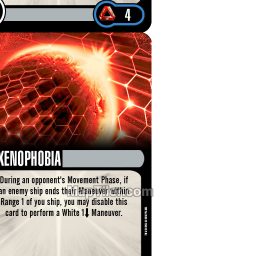 4
XENOPHOBIA
During an opponent's Movement Phase, if
an enemy ship ends their Maneuver within
Range 1 of you ship, you may disable this
card to perform a White 1⬇ Maneuver.